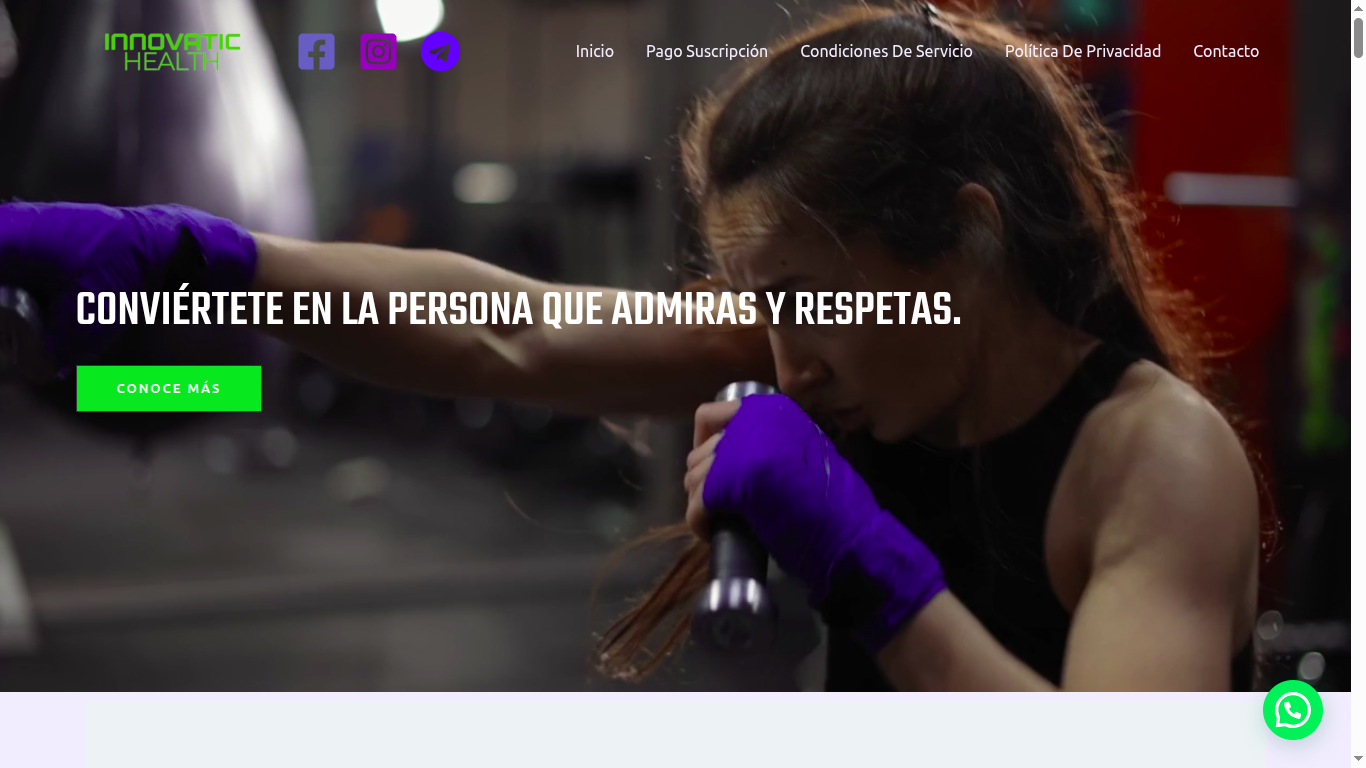 INNOVATIC
HEALTH
Inicio
Pago Suscripción
Condiciones De Servicio
Política De Privacidad
Contacto
CONVIÉRTETE EN LA PERSONA QUE ADMIRAS Y RESPETAS.
CONOCE MÁS